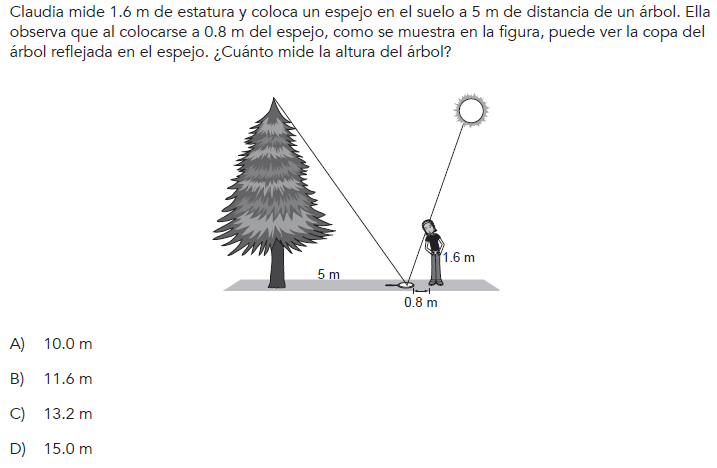 Claudia mide 1.6 m de estatura y coloca un espejo en el suelo a 5 m de distancia de un árbol. Ella
observa que al colocarse a 0.8 m del espejo, como se muestra en la figura, puede ver la copa del
árbol reflejada en el espejo. ¿Cuánto mide la altura del árbol?
1.6 m
5 m
0.8 m
A) 10.0 m
B) 11.6 m
C) 13.2 m
D) 15.0 m